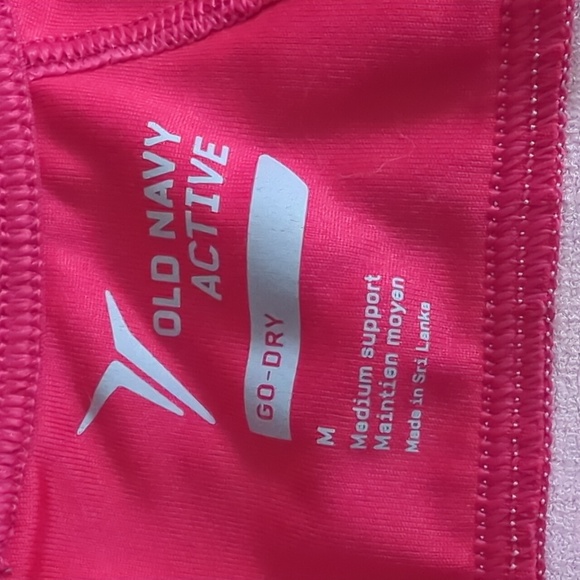 OLD NAVY
ACTIVE
GO-DRY
M
Medium support
Maintien moyen
Made in Sri Lanka